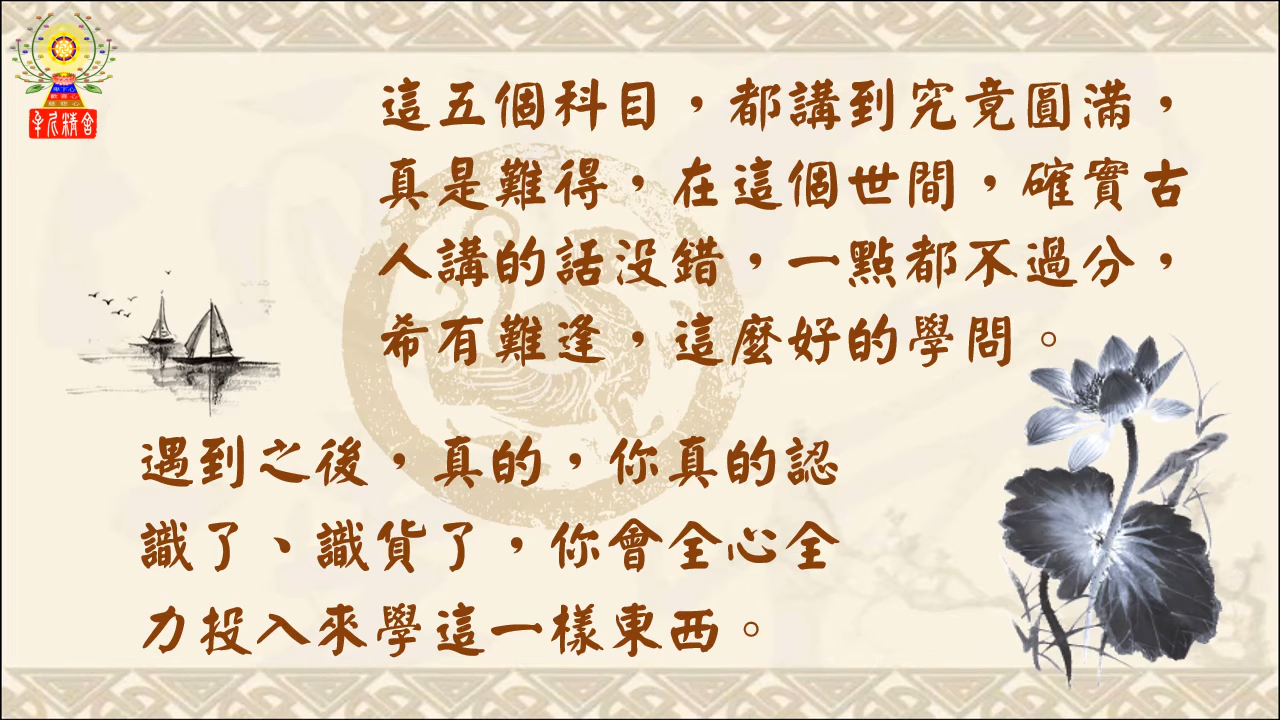 這五個科目，都講到究竟圓滿，
真是難得，在這個世間，確實古
人講的話没錯，一點都不過分，
希有難逢，這麼好的學問。
遇到之後，真的，你真的認
識了、識貨了，你會全心全
力投入來學這一樣東西。